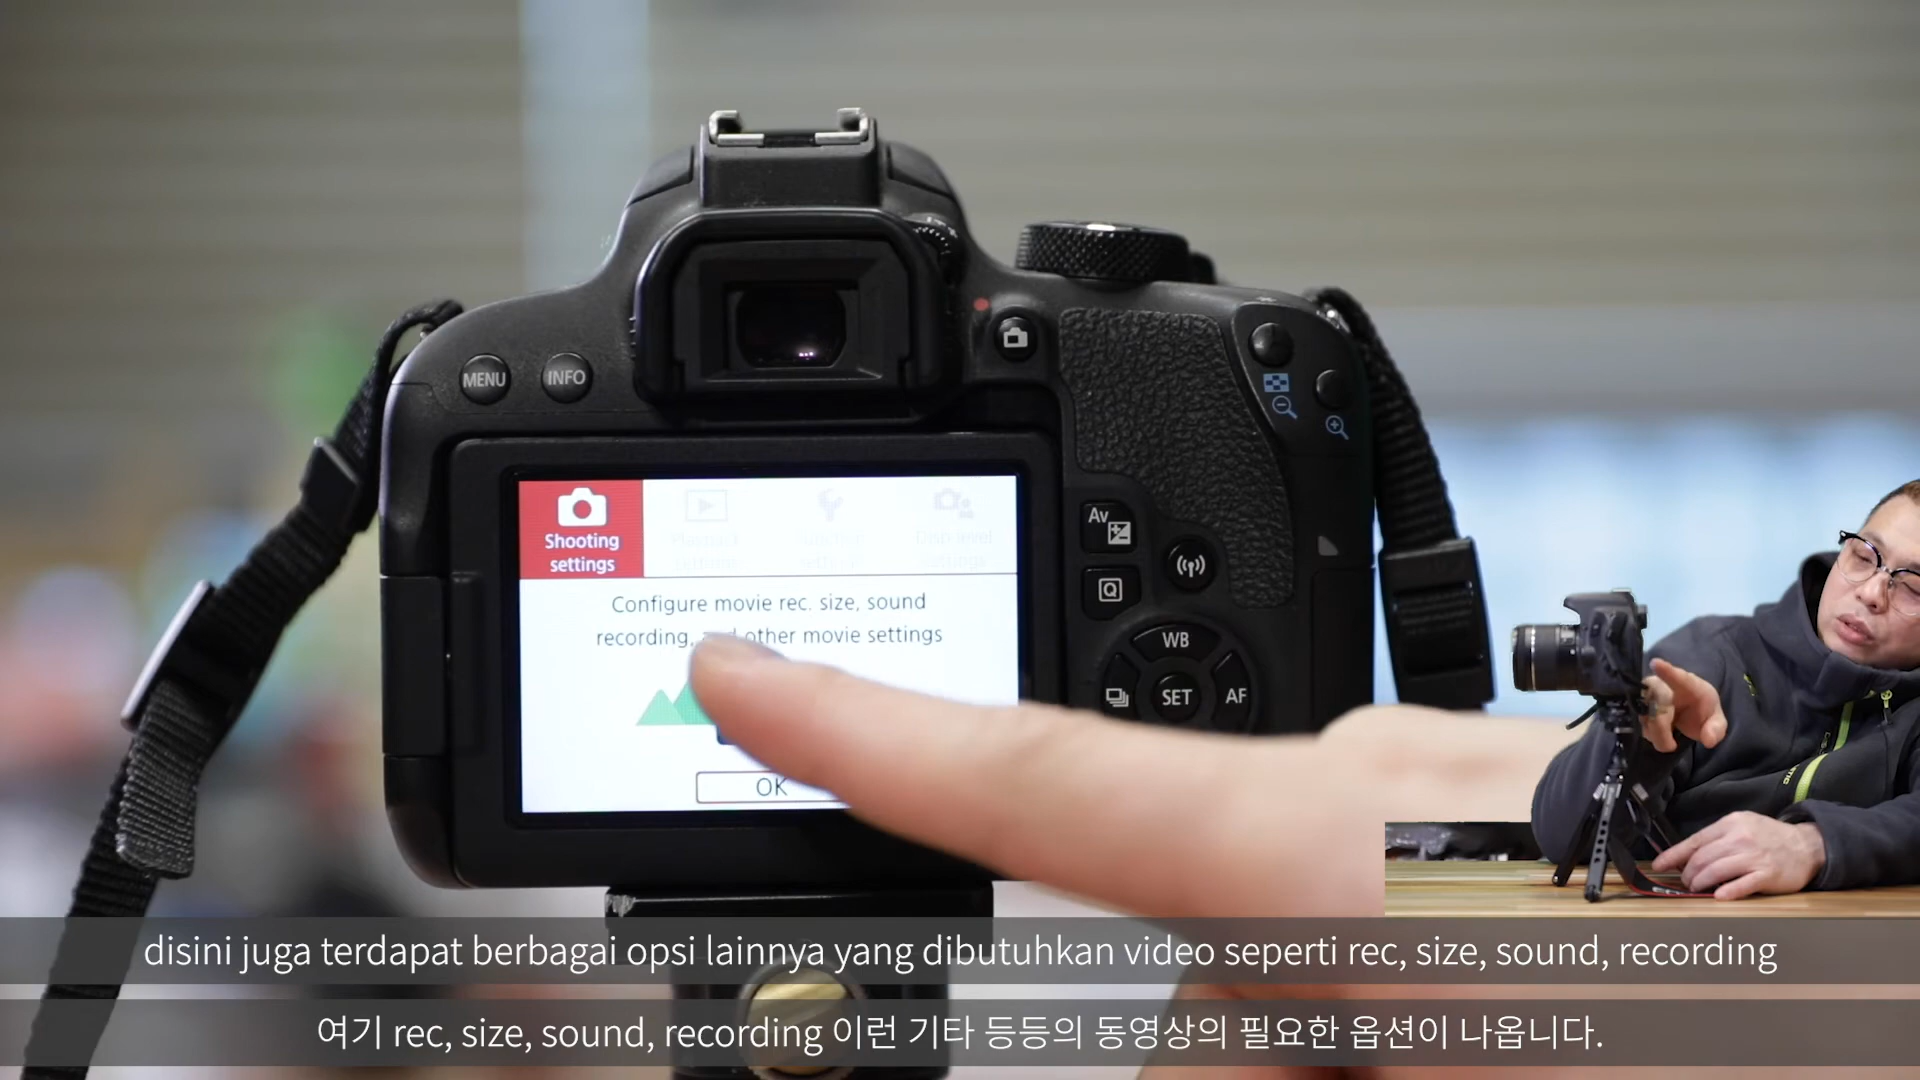 MENU
INFO
Shooting
settings
Configure movie rec. size, sound
recording, and other movie settings
OK
Av
Q
WB
SET
AF
disini juga terdapat berbagai opsi lainnya yang dibutuhkan video seperti rec, size, sound, recording
여기 rec, size, sound, recording 이런 기타 등등의 동영상의 필요한 옵션이 나옵니다.